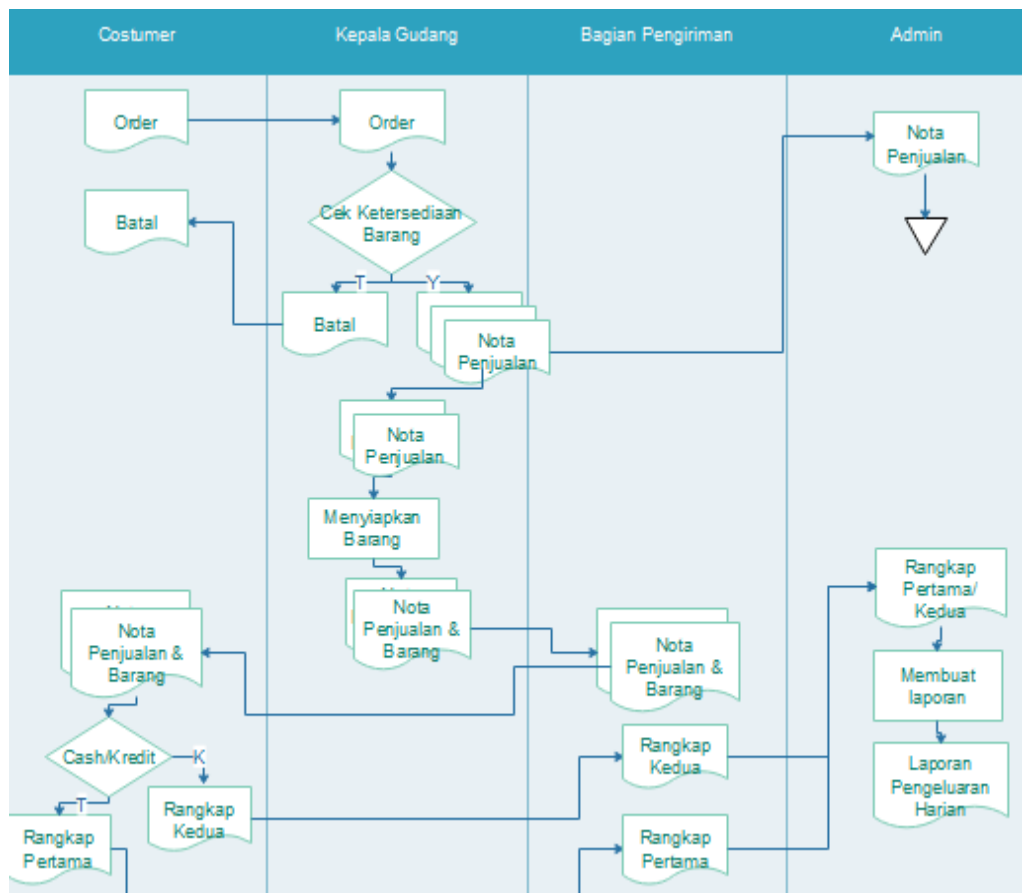 Costumer
Kepala Gudang
Bagian Pengiriman
Admin
Order
Order
Nota
Penjualan
Cek Ketersediaan
Barang
Batal
T
Y
Batal
Nota
Penjualan
Nota
Penjualan
Menyiapkan
Barang
Nota
Penjualan &
Barang
Nota
Penjualan &
Barang
Nota
Penjualan &
Barang
Rangkap
Pertama/
Kedua
Membuat
laporan
Cash/Kredit
K
T
Rangkap
Kedua
Rangkap
Kedua
Laporan
Pengeluaran
Harian
Rangkap
Pertama
Rangkap
Pertama